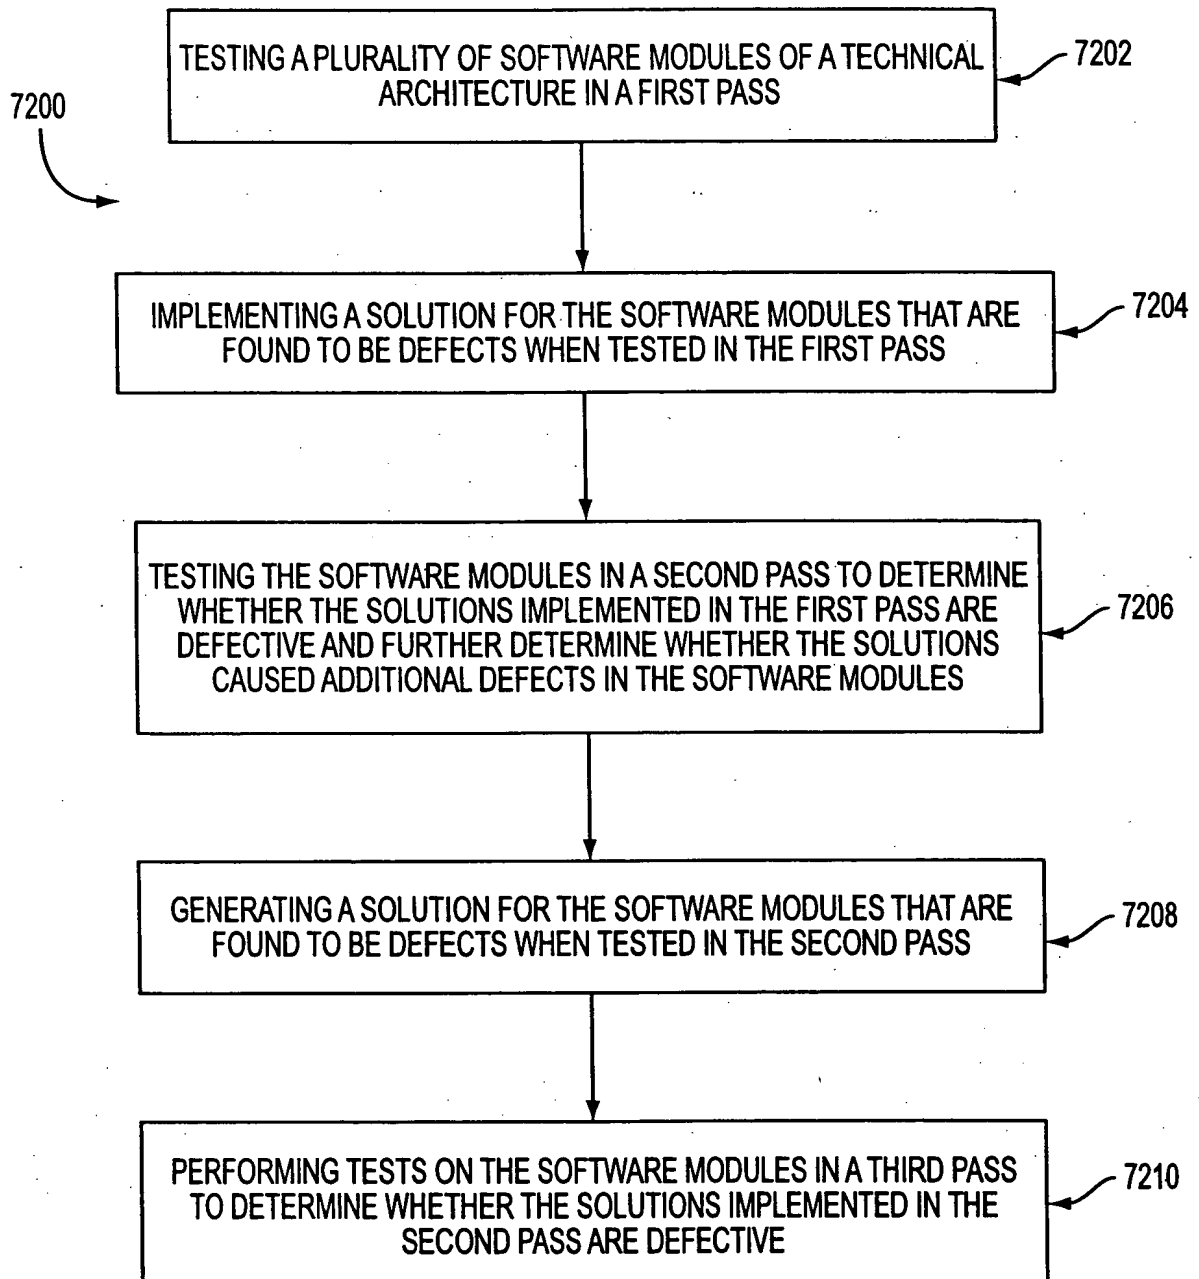 TESTING A PLURALITY OF SOFTWARE MODULES OF A TECHNICAL
ARCHITECTURE IN A FIRST PASS
7202
7200
IMPLEMENTING A SOLUTION FOR THE SOFTWARE MODULES THAT ARE
FOUND TO BE DEFECTS WHEN TESTED IN THE FIRST PASS
7204
TESTING THE SOFTWARE MODULES IN A SECOND PASS TO DETERMINE
WHETHER THE SOLUTIONS IMPLEMENTED IN THE FIRST PASS ARE
DEFECTIVE AND FURTHER DETERMINE WHETHER THE SOLUTIONS
CAUSED ADDITIONAL DEFECTS IN THE SOFTWARE MODULES
7206
GENERATING A SOLUTION FOR THE SOFTWARE MODULES THAT ARE
FOUND TO BE DEFECTS WHEN TESTED IN THE SECOND PASS
7208
PERFORMING TESTS ON THE SOFTWARE MODULES IN A THIRD PASS
TO DETERMINE WHETHER THE SOLUTIONS IMPLEMENTED IN THE
SECOND PASS ARE DEFECTIVE
7210